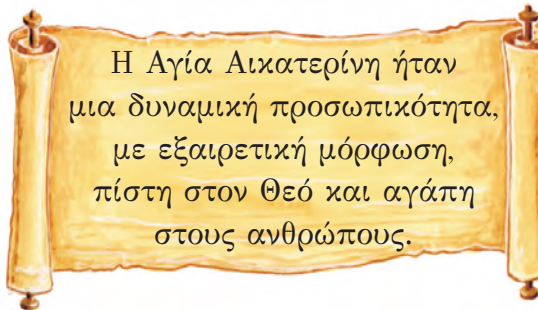 Η Αγία Αικατερίνη ήταν
μια δυναμική προσωπικότητα,
με εξαιρετική μόρφωση,
πίστη στον Θεό και αγάπη
στους ανθρώπους.